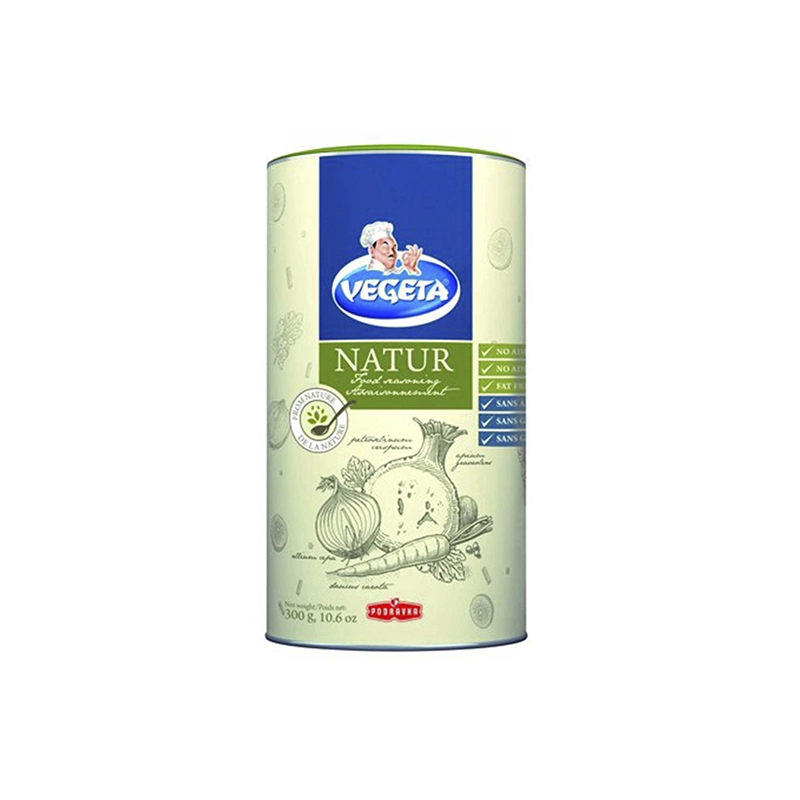 VEGETA
NATUR
Food seasoning
Assaisonnement
NO
NO
FAT
SANS
SANS
SANS
FROM NATURE
DE LA NATURE
petroselinum
crispum
apium
graveolens
allium cepa
daucus carota
Net weight:/Poids net:
300 g, 10.6 oz
PODRAVKA